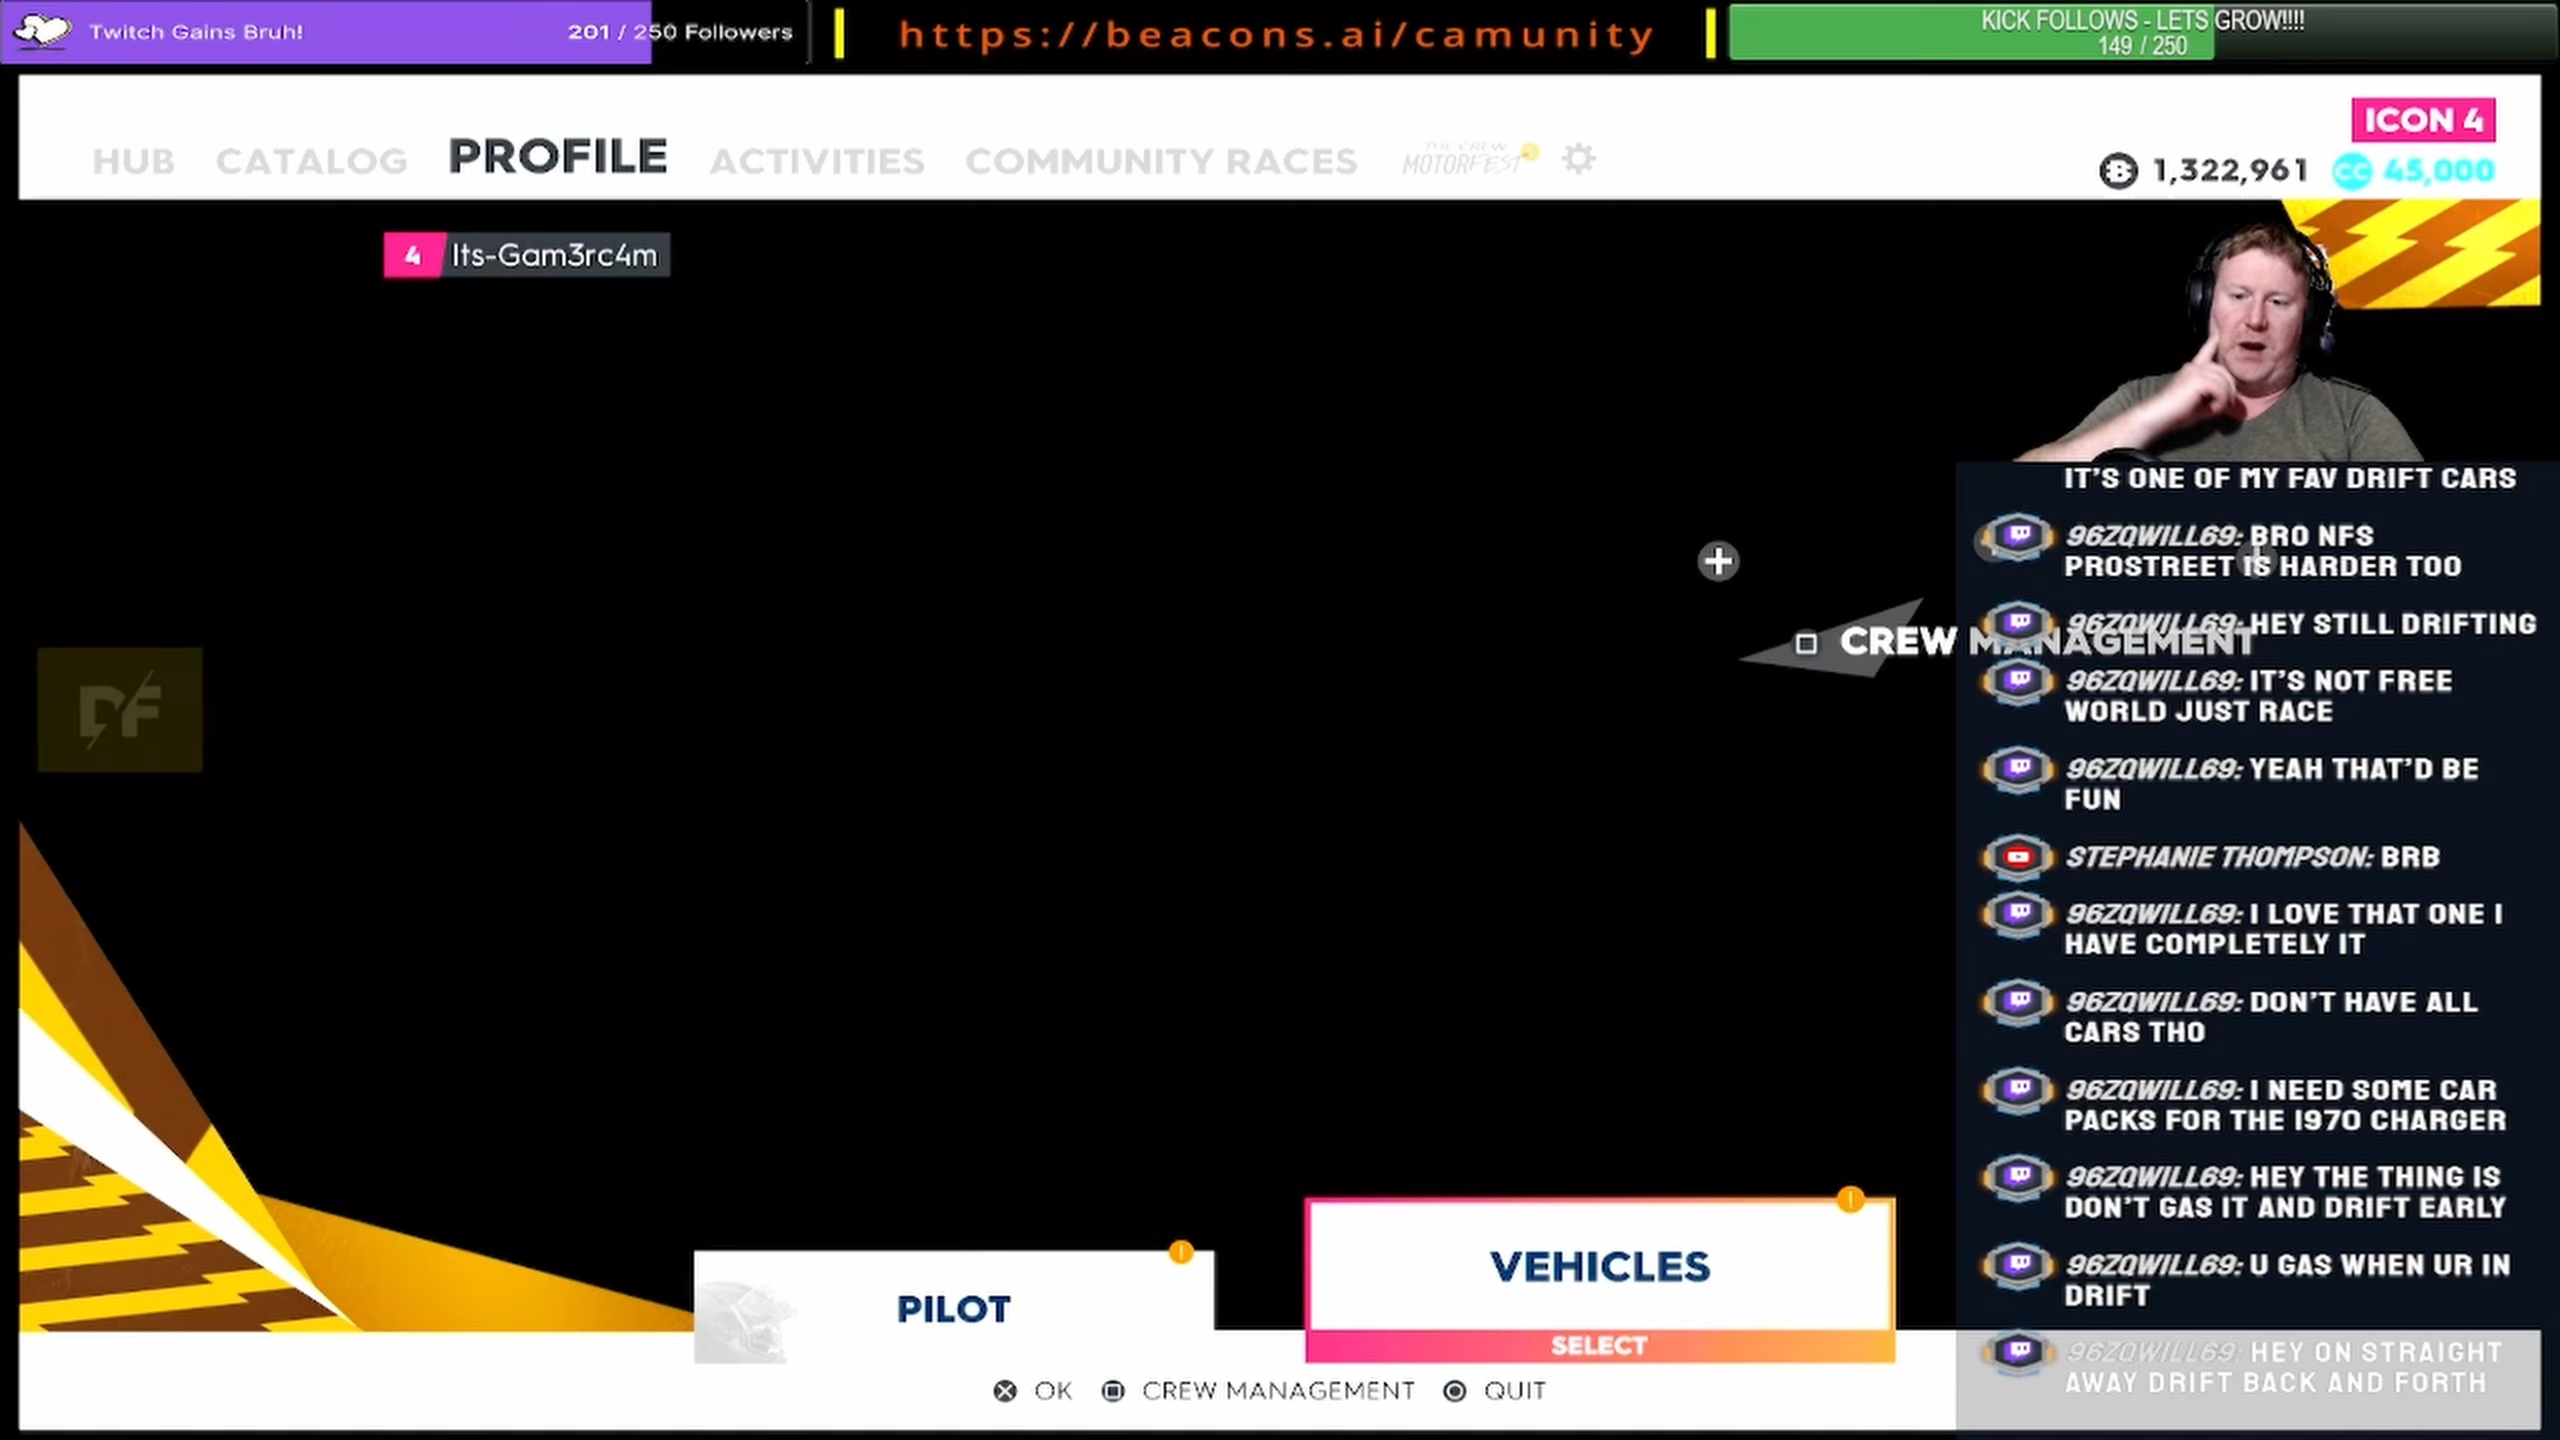 Twitch Gains Bruh!
201 / 250 Followers
https://beacons.ai/camunity
KICK FOLLOWS - LETS GROW!!!!
149 / 250
ICON 4
HUB CATALOG PROFILE ACTIVITIES COMMUNITY RACES THE CREW MOTORFEST
1,322,961 CC 45,000
4 Its-Gam3rc4m
IT'S ONE OF MY FAV DRIFT CARS
96ZQWILL69: BRO NFS
PROSTREET IS HARDER TOO
96ZQWILL69: HEY STILL DRIFTING
CREW MANAGEMENT
96ZQWILL69: IT'S NOT FREE
WORLD JUST RACE
DF
96ZQWILL69: YEAH THAT'D BE
FUN
STEPHANIE THOMPSON: BRB
96ZQWILL69: I LOVE THAT ONE I
HAVE COMPLETELY IT
96ZQWILL69: DON'T HAVE ALL
CARS THO
96ZQWILL69: I NEED SOME CAR
PACKS FOR THE 1970 CHARGER
96ZQWILL69: HEY THE THING IS
DON'T GAS IT AND DRIFT EARLY
96ZQWILL69: U GAS WHEN UR IN
DRIFT
96ZQWILL69: HEY ON STRAIGHT
AWAY DRIFT BACK AND FORTH
PILOT
VEHICLES
SELECT
OK CREW MANAGEMENT QUIT